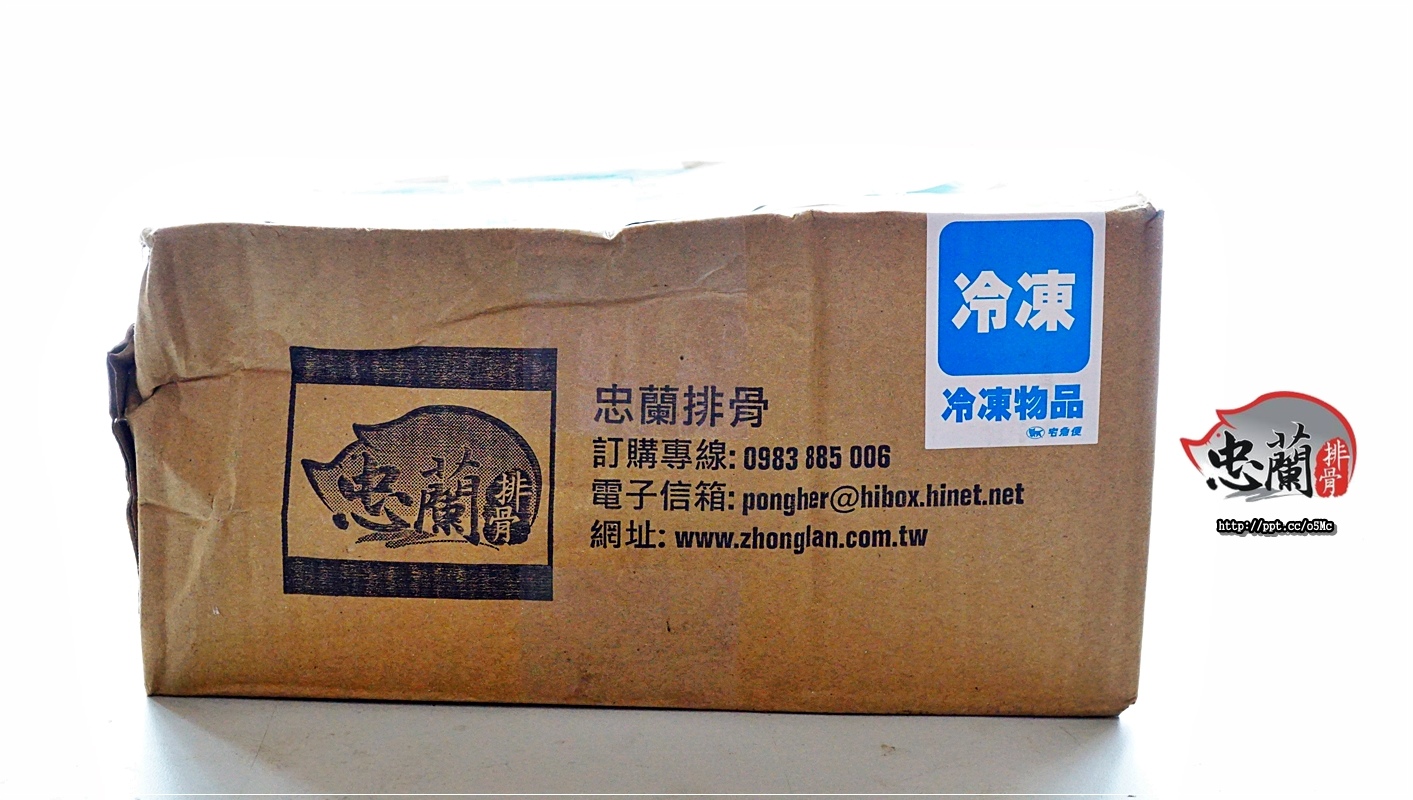 忠蘭排骨
忠蘭排骨
訂購專線: 0983 885 006
電子信箱: pongher@hibox.hinet.net
網址: www.zhonglan.com.tw
冷凍
冷凍物品
宅急便
忠蘭排骨
http://ppt.cc/o5Mc